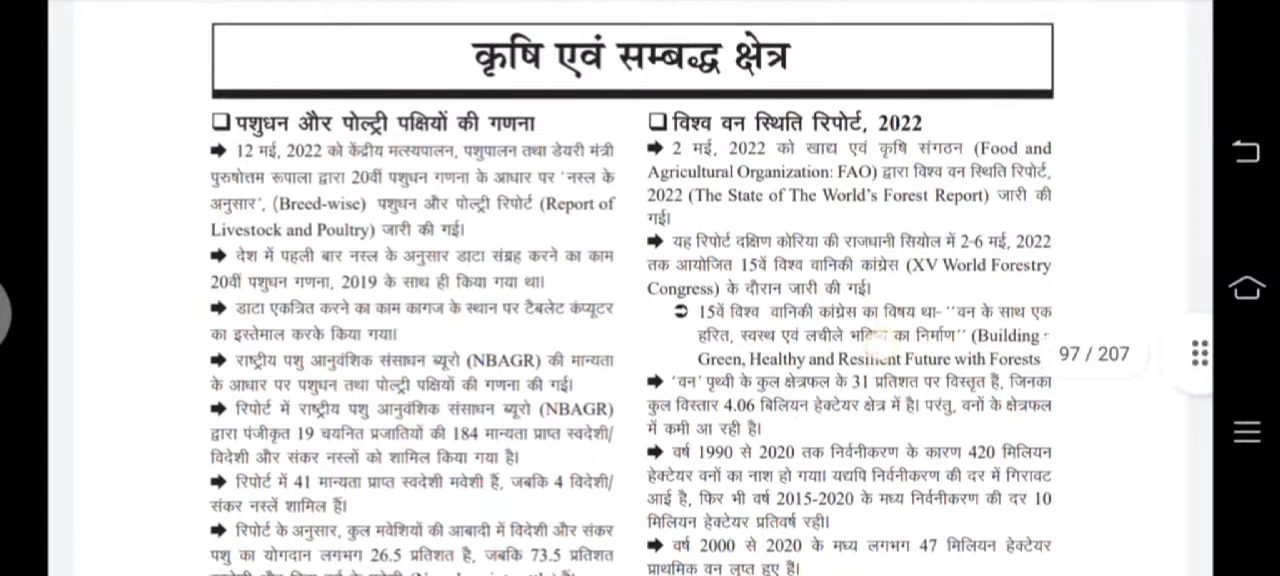 कृषि एवं सम्बद्ध क्षेत्र
❑ पशुधन और पोल्ट्री पक्षियों की गणना
➡ 12 मई, 2022 को केंद्रीय मत्स्यपालन, पशुपालन तथा डेयरी मंत्री
पुरुषोत्तम रूपाला द्वारा 20वीं पशुधन गणना के आधार पर 'नस्ल के
अनुसार', (Breed-wise) पशुधन और पोल्ट्री रिपोर्ट (Report of
Livestock and Poultry) जारी की गई।
➡ देश में पहली बार नस्ल के अनुसार डाटा संग्रह करने का काम
20वीं पशुधन गणना, 2019 के साथ ही किया गया था।
➡ डाटा एकत्रित करने का काम कागज के स्थान पर टैबलेट कंप्यूटर
का इस्तेमाल करके किया गया।
➡ राष्ट्रीय पशु आनुवंशिक संसाधन ब्यूरो (NBAGR) की मान्यता
के आधार पर पशुधन तथा पोल्ट्री पक्षियों की गणना की गई।
➡ रिपोर्ट में राष्ट्रीय पशु आनुवंशिक संसाधन ब्यूरो (NBAGR)
द्वारा पंजीकृत 19 चयनित प्रजातियों की 184 मान्यता प्राप्त स्वदेशी/
विदेशी और संकर नस्लों को शामिल किया गया है।
➡ रिपोर्ट में 41 मान्यता प्राप्त स्वदेशी मवेशी हैं, जबकि 4 विदेशी/
संकर नस्लें शामिल हैं।
➡ रिपोर्ट के अनुसार, कुल मवेशियों की आबादी में विदेशी और संकर
पशु का योगदान लगभग 26.5 प्रतिशत है, जबकि 73.5 प्रतिशत
❑ विश्व वन स्थिति रिपोर्ट, 2022
➡ 2 मई, 2022 को खाद्य एवं कृषि संगठन (Food and
Agricultural Organization: FAO) द्वारा विश्व वन स्थिति रिपोर्ट,
2022 (The State of The World's Forest Report) जारी की
गई।
➡ यह रिपोर्ट दक्षिण कोरिया की राजधानी सियोल में 2-6 मई, 2022
तक आयोजित 15वें विश्व वानिकी कांग्रेस (XV World Forestry
Congress) के दौरान जारी की गई।
➲ 15वें विश्व वानिकी कांग्रेस का विषय था- ''वन के साथ एक
हरित, स्वस्थ एवं लचीले भविष्य का निर्माण'' (Building
Green, Healthy and Resilient Future with Forests
➡ 'वन' पृथ्वी के कुल क्षेत्रफल के 31 प्रतिशत पर विस्तृत हैं, जिनका
कुल विस्तार 4.06 बिलियन हेक्टेयर क्षेत्र में है। परंतु, वनों के क्षेत्रफल
में कमी आ रही है।
➡ वर्ष 1990 से 2020 तक निर्वनीकरण के कारण 420 मिलियन
हेक्टेयर वनों का नाश हो गया। यद्यपि निर्वनीकरण की दर में गिरावट
आई है, फिर भी वर्ष 2015-2020 के मध्य निर्वनीकरण की दर 10
मिलियन हेक्टेयर प्रतिवर्ष रही।
➡ वर्ष 2000 से 2020 के मध्य लगभग 47 मिलियन हेक्टेयर
प्राथमिक वन लुप्त हुए हैं।
97 / 207